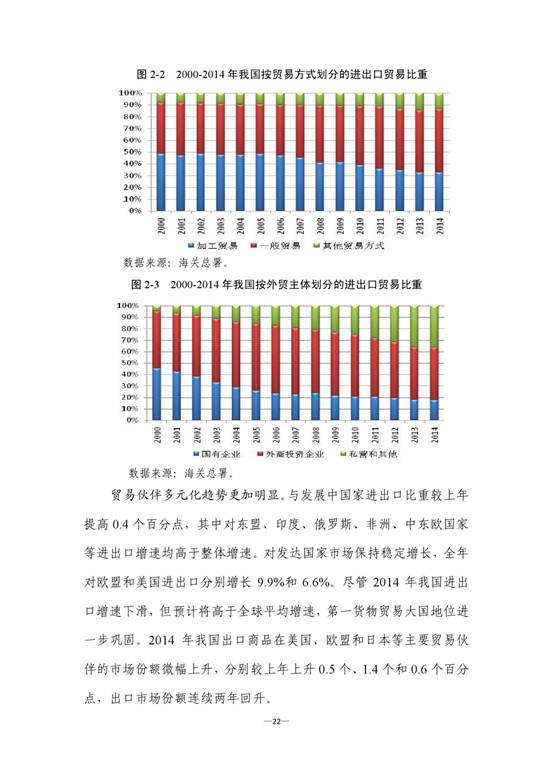 图 2-2 2000-2014 年我国按贸易方式划分的进出口贸易比重
100%
90%
80%
70%
60%
50%
40%
30%
20%
10%
0%
2000 2001 2002 2003 2004 2005 2006 2007 2008 2009 2010 2011 2012 2013 2014
加工贸易 一般贸易 其他贸易方式
数据来源：海关总署。
图 2-3 2000-2014 年我国按外贸主体划分的进出口贸易比重
100%
90%
80%
70%
60%
50%
40%
30%
20%
10%
0%
2000 2001 2002 2003 2004 2005 2006 2007 2008 2009 2010 2011 2012 2013 2014
国有企业 外商投资企业 私营和其他
数据来源：海关总署。
贸易伙伴多元化趋势更加明显。与发展中国家进出口比重较上年
提高 0.4 个百分点，其中对东盟、印度、俄罗斯、非洲、中东欧国家
等进出口增速均高于整体增速。对发达国家市场保持稳定增长，全年
对欧盟和美国进出口分别增长 9.9%和 6.6%。尽管 2014 年我国进出
口增速下滑，但预计将高于全球平均增速，第一货物贸易大国地位进
一步巩固。2014 年我国出口商品在美国、欧盟和日本等主要贸易伙
伴的市场份额微幅上升，分别较上年上升 0.5 个、1.4 个和 0.6 个百分
点，出口市场份额连续两年回升。
—22—